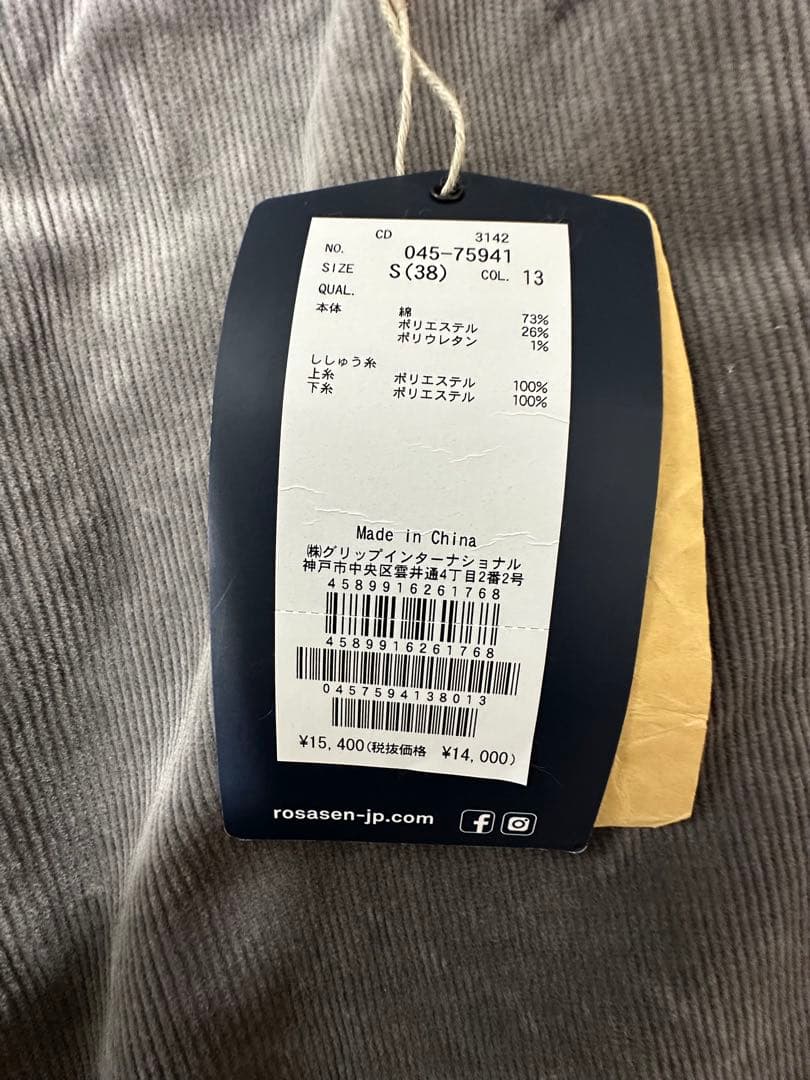 CD 3142
NO. 045-75941
SIZE S(38) COL. 13
QUAL.
本体 綿 73%
ポリエステル 26%
ポリウレタン 1%
ししゅう糸
上糸 ポリエステル 100%
下糸 ポリエステル 100%
Made in China
㈱グリップインターナショナル
神戸市中央区雲井通4丁目2番2号
4589916261768
4589916261768
0457594138013
¥15,400(税抜価格 ¥14,000)
rosasen-jp.com